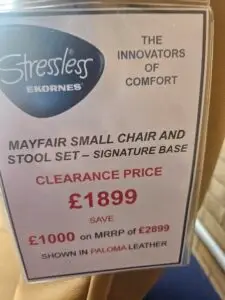 Stressless
EKORNES
THE
INNOVATORS
OF
COMFORT
MAYFAIR SMALL CHAIR AND
STOOL SET – SIGNATURE BASE
CLEARANCE PRICE
£1899
SAVE
£1000 on MRRP of £2899
SHOWN IN PALOMA LEATHER